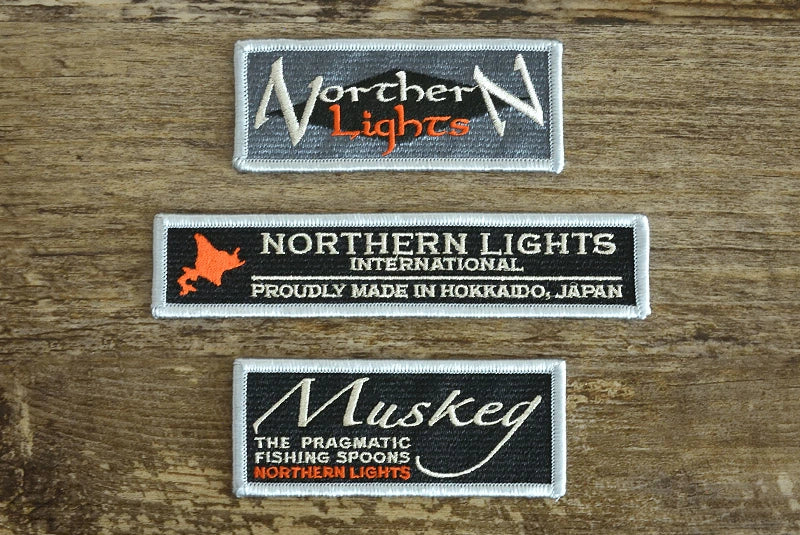 Northern
Lights
NORTHERN LIGHTS
INTERNATIONAL
PROUDLY MADE IN HOKKAIDO, JAPAN
Muskeg
THE PRAGMATIC
FISHING SPOONS
NORTHERN LIGHTS